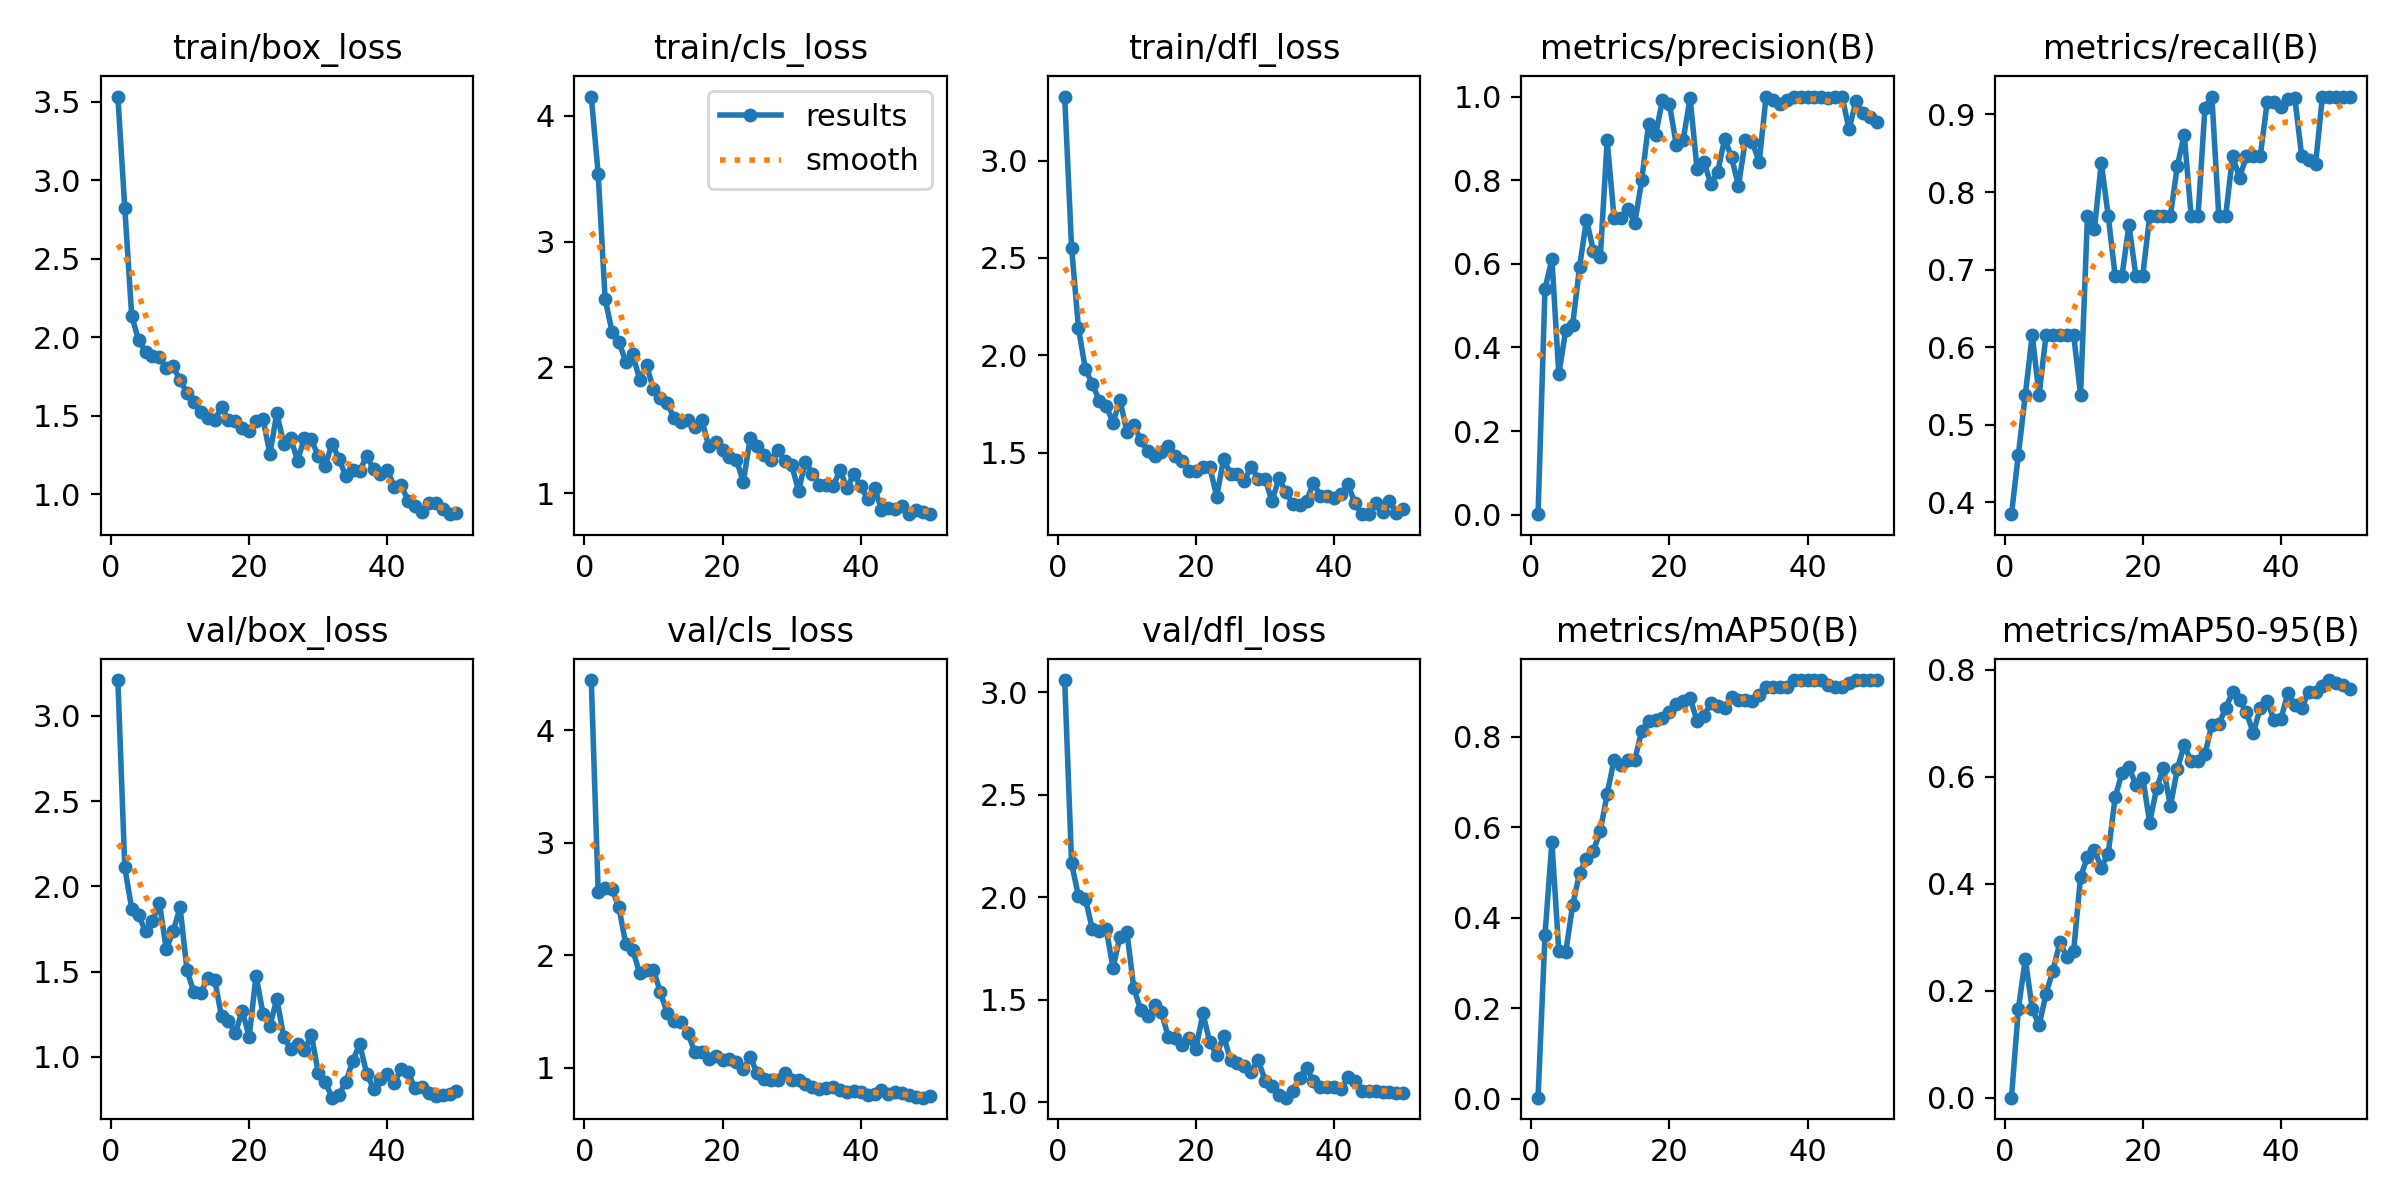 train/box_loss
3.5
3.0
2.5
2.0
1.5
1.0
0 20 40
train/cls_loss
results
smooth
4
3
2
1
0 20 40
train/dfl_loss
3.0
2.5
2.0
1.5
0 20 40
metrics/precision(B)
1.0
0.8
0.6
0.4
0.2
0.0
0 20 40
metrics/recall(B)
0.9
0.8
0.7
0.6
0.5
0.4
0 20 40
val/box_loss
3.0
2.5
2.0
1.5
1.0
0 20 40
val/cls_loss
4
3
2
1
0 20 40
val/dfl_loss
3.0
2.5
2.0
1.5
1.0
0 20 40
metrics/mAP50(B)
0.8
0.6
0.4
0.2
0.0
0 20 40
metrics/mAP50-95(B)
0.8
0.6
0.4
0.2
0.0
0 20 40